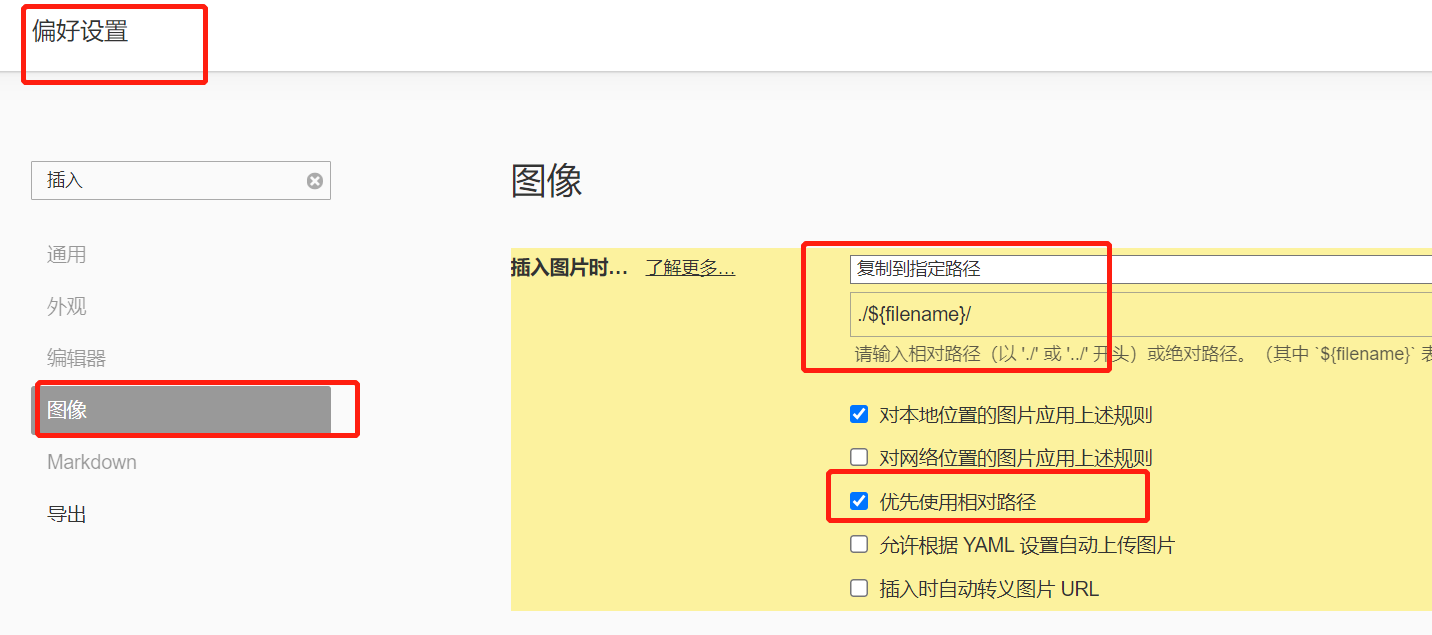 偏好设置
插入
通用
外观
编辑器
图像
Markdown
导出
图像
插入图片时... 了解更多...
复制到指定路径
./${filename}/
请输入相对路径（以 './' 或 '../' 开头）或绝对路径。（其中 `${filename}` 表
对本地位置的图片应用上述规则
对网络位置的图片应用上述规则
优先使用相对路径
允许根据 YAML 设置自动上传图片
插入时自动转义图片 URL